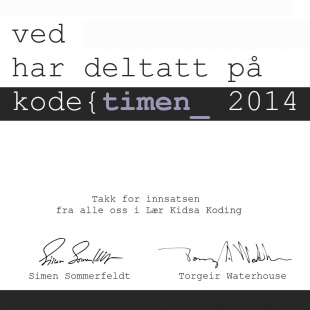 ved
har deltatt på
kode{timen_ 2014
Takk for innsatsen
fra alle oss i Lær Kidsa Koding
Simen Sommerfeldt
Torgeir Waterhouse